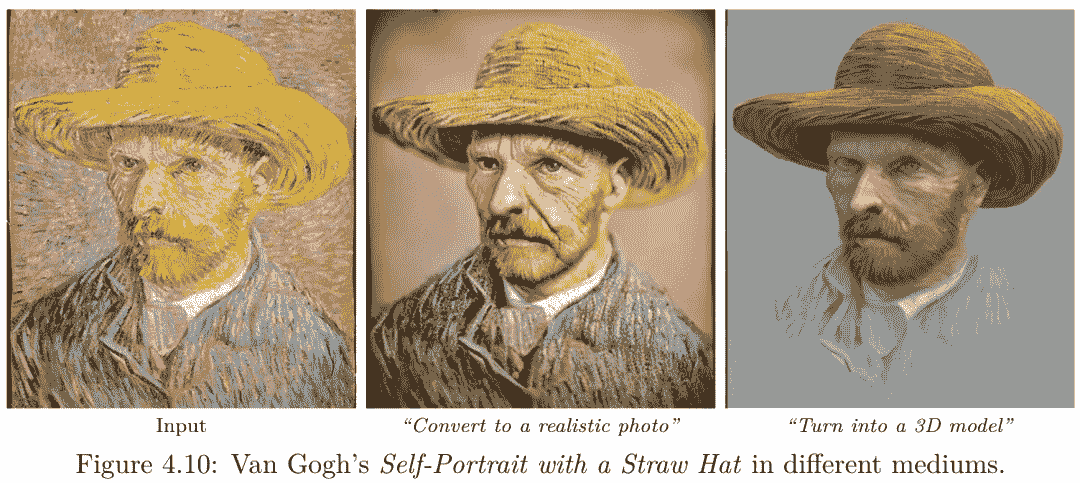 Input
“Convert to a realistic photo”
“Turn into a 3D model”
Figure 4.10: Van Gogh’s Self-Portrait with a Straw Hat in different mediums.